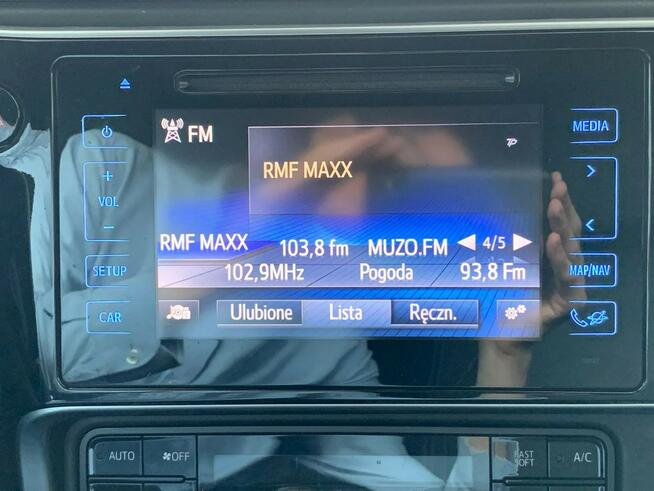 FM
MEDIA
TP
RMF MAXX
+
VOL
−
RMF MAXX 103,8 fm MUZO.FM 4/5
SETUP
102,9MHz Pogoda 93,8 Fm
MAP/NAV
CAR
Ulubione Lista Ręczn.
AUTO OFF FAST SOFT A/C